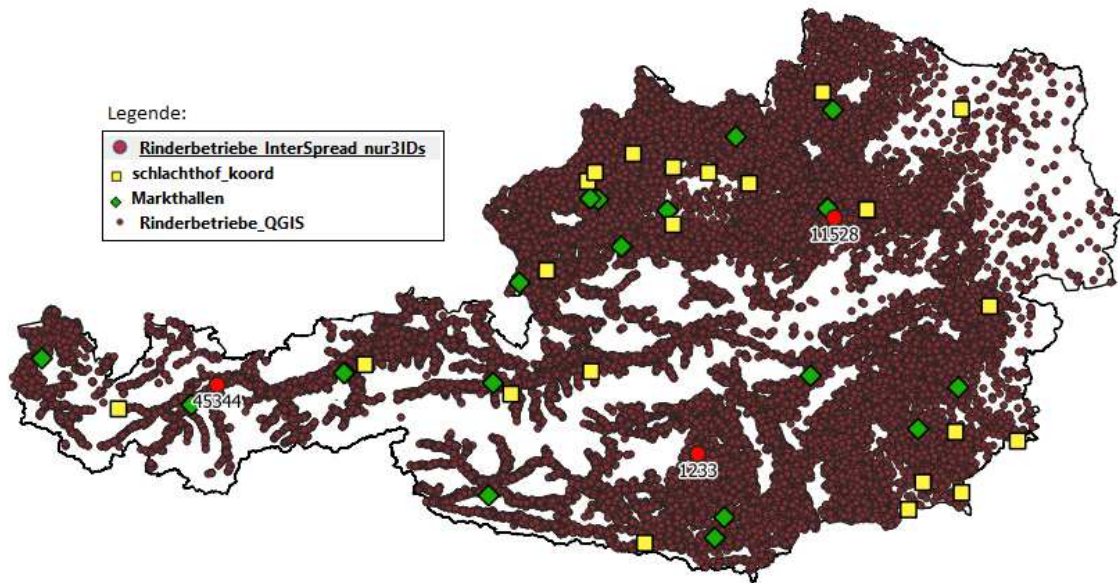 Legende:
Rinderbetriebe_InterSpread_nur3IDs
schlachthof_koord
Markthallen
Rinderbetriebe_QGIS
11528
45344
1233